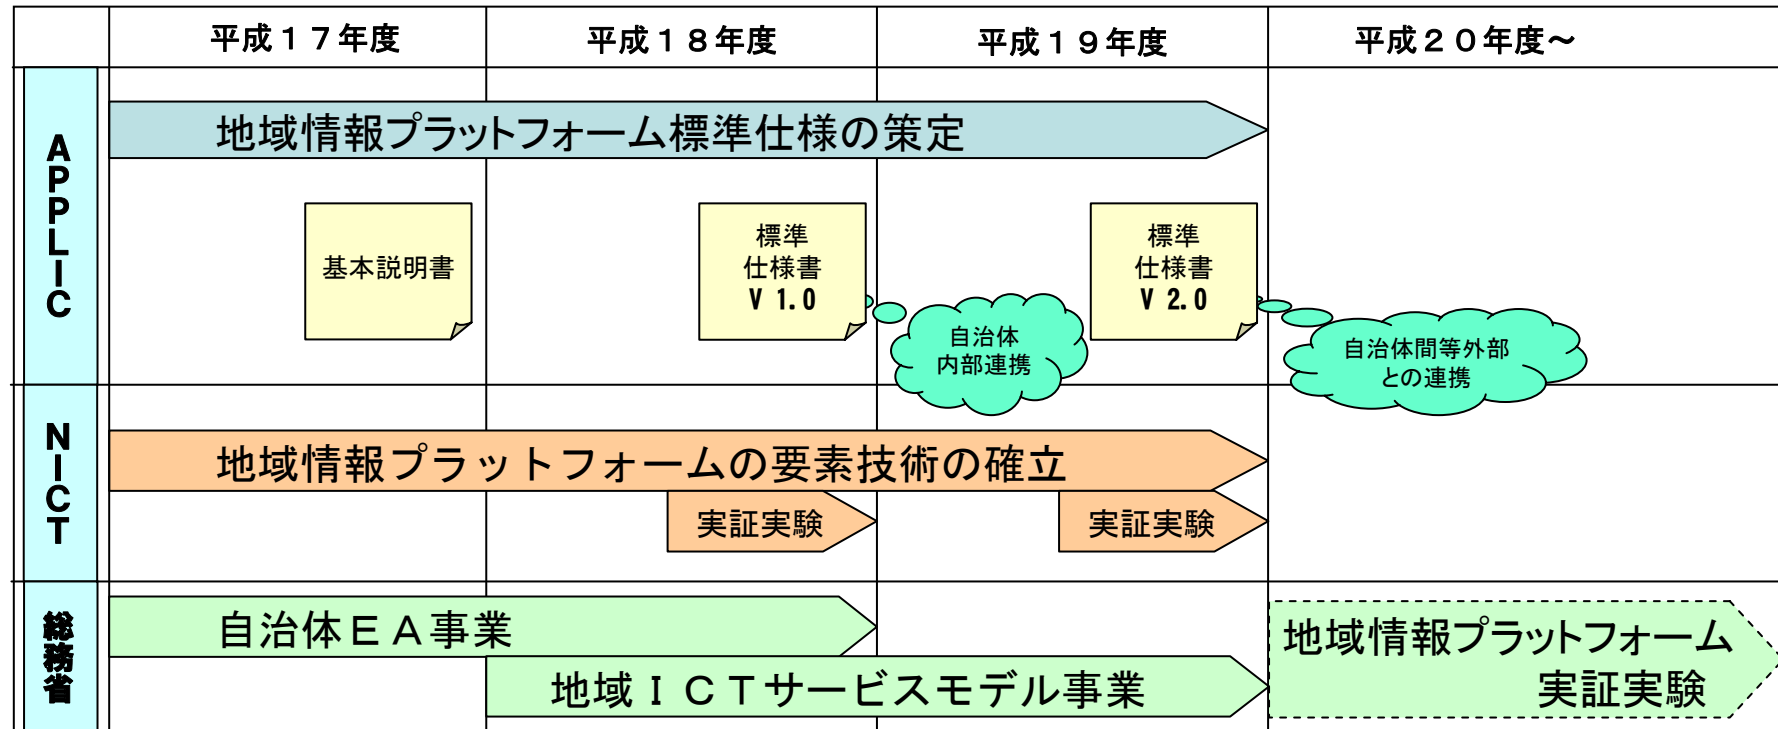 平成１７年度
平成１８年度
平成１９年度
平成２０年度～
ＡＰＰＬＩＣ
地域情報プラットフォーム標準仕様の策定
基本説明書
標準
仕様書
V 1.0
自治体
内部連携
標準
仕様書
V 2.0
自治体間等外部
との連携
ＮＩＣＴ
地域情報プラットフォームの要素技術の確立
実証実験
実証実験
総務省
自治体ＥＡ事業
地域ＩＣＴサービスモデル事業
地域情報プラットフォーム
実証実験